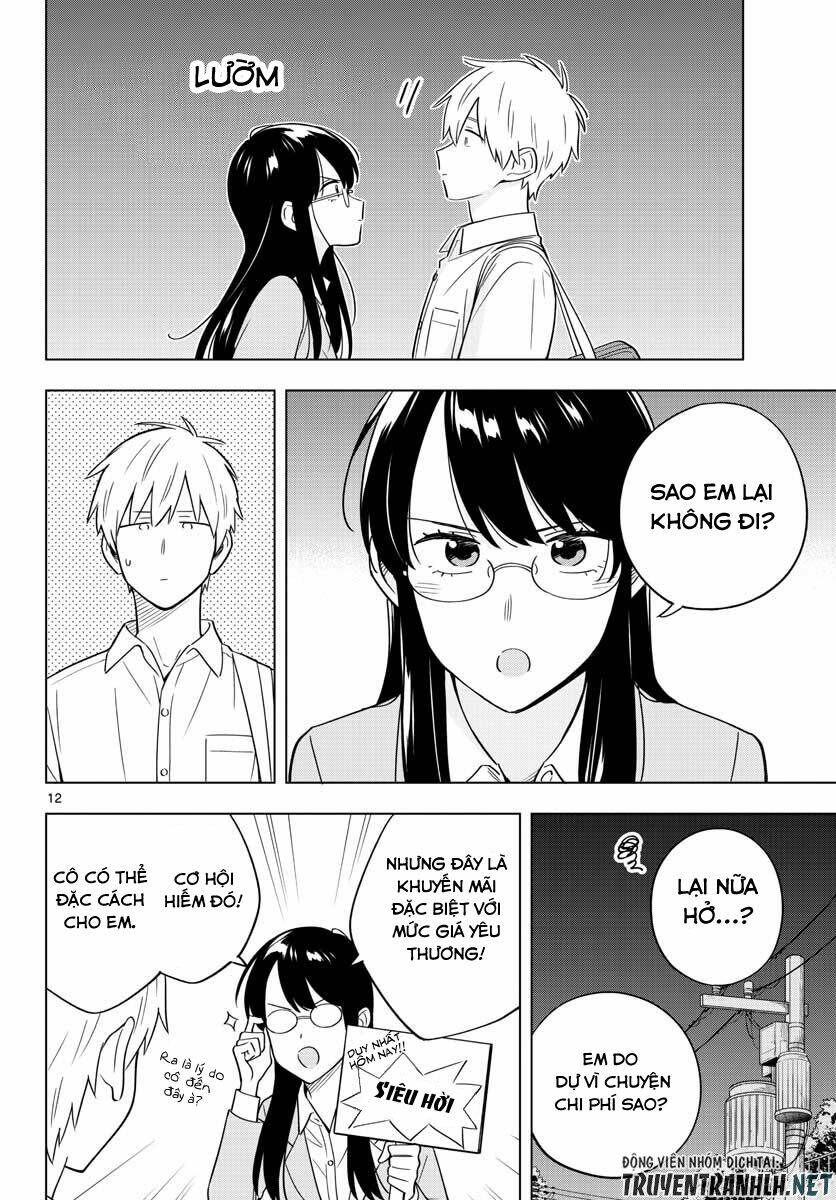 LƯỜM
SAO EM LẠI
KHÔNG ĐI?
12
LẠI NỮA
HỞ...?
EM DO
DỰ VÌ CHUYỆN
CHI PHÍ SAO?
NHƯNG ĐÂY LÀ
KHUYẾN MÃI
ĐẶC BIỆT VỚI
MỨC GIÁ YÊU
THƯƠNG!
CƠ HỘI
HIẾM ĐÓ!
CÔ CÓ THỂ
ĐẶC CÁCH
CHO EM.
DUY NHẤT
HÔM NAY!!
SIÊU HỜI
Ra là lý do
cô đến
đây à?
ĐỘNG VIÊN NHÓM DỊCH TẠI:
TRUYENTRANHLH.NET